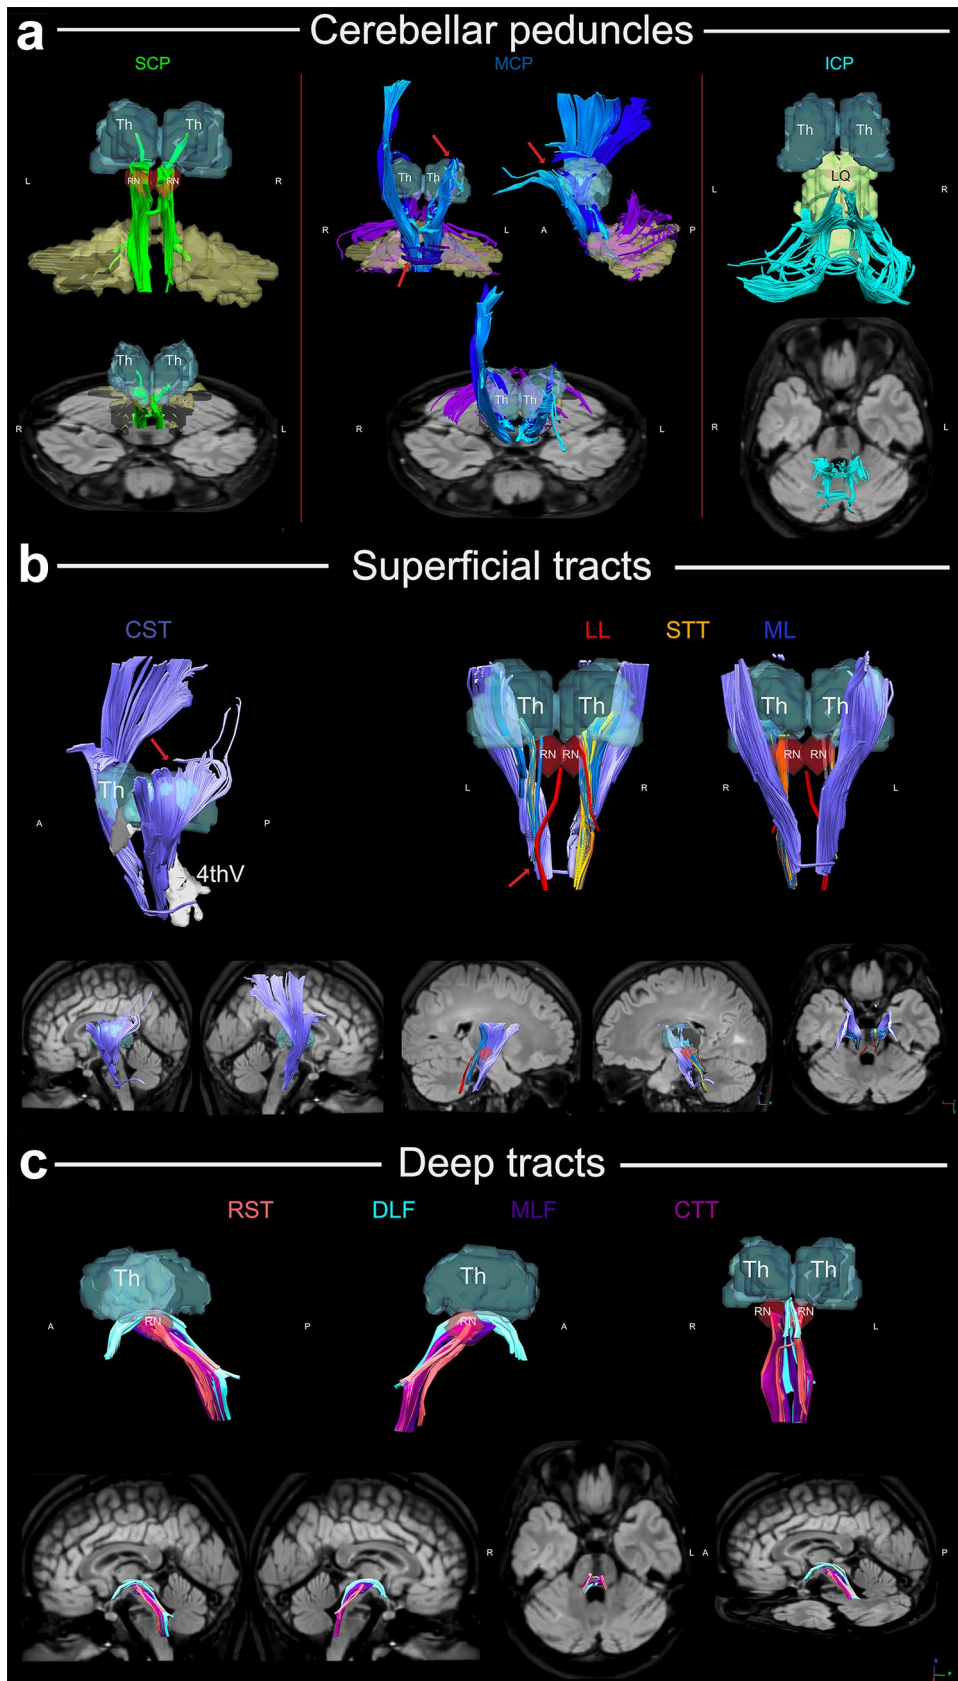 a Cerebellar peduncles
SCP MCP ICP
Th Th
RN RN
L R
Th Th
R L A P
Th Th
LQ
L R
Th Th
R L
Th Th
R L
R L
b Superficial tracts
CST LL STT ML
Th
A P
4thV
Th Th
RN RN
L R
Th Th
RN RN
R L
c Deep tracts
RST DLF MLF CTT
Th
RN
A P
Th
RN
A
Th Th
RN RN
R L
R L A P